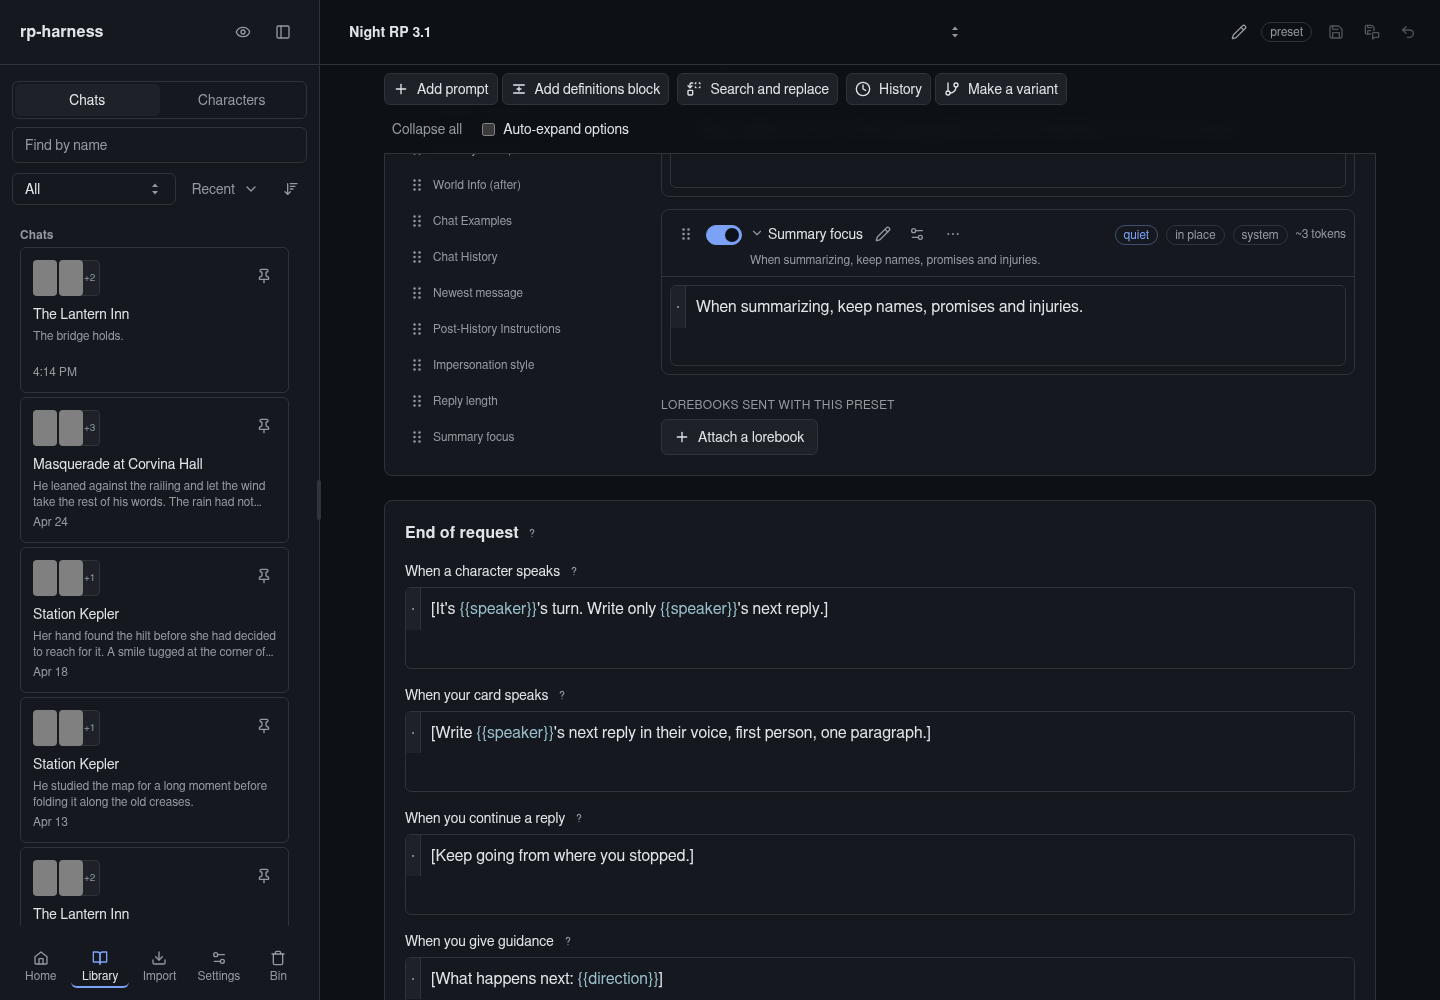 rp-harness
Chats
Characters
Find by name
All
Recent
Chats
+2
The Lantern Inn
The bridge holds.
4:14 PM
+3
Masquerade at Corvina Hall
He leaned against the railing and let the wind
take the rest of his words. The rain had not…
Apr 24
+1
Station Kepler
Her hand found the hilt before she had decided
to reach for it. A smile tugged at the corner of…
Apr 18
+1
Station Kepler
He studied the map for a long moment before
folding it along the old creases.
Apr 13
+2
The Lantern Inn
Home
Library
Import
Settings
Bin
Night RP 3.1
preset
Add prompt
Add definitions block
Search and replace
History
Make a variant
Collapse all
Auto-expand options
World Info (after)
Chat Examples
Chat History
Newest message
Post-History Instructions
Impersonation style
Reply length
Summary focus
Summary focus
quiet
in place
system
~3 tokens
When summarizing, keep names, promises and injuries.
When summarizing, keep names, promises and injuries.
LOREBOOKS SENT WITH THIS PRESET
Attach a lorebook
End of request ?
When a character speaks ?
[It's {{speaker}}'s turn. Write only {{speaker}}'s next reply.]
When your card speaks ?
[Write {{speaker}}'s next reply in their voice, first person, one paragraph.]
When you continue a reply ?
[Keep going from where you stopped.]
When you give guidance ?
[What happens next: {{direction}}]